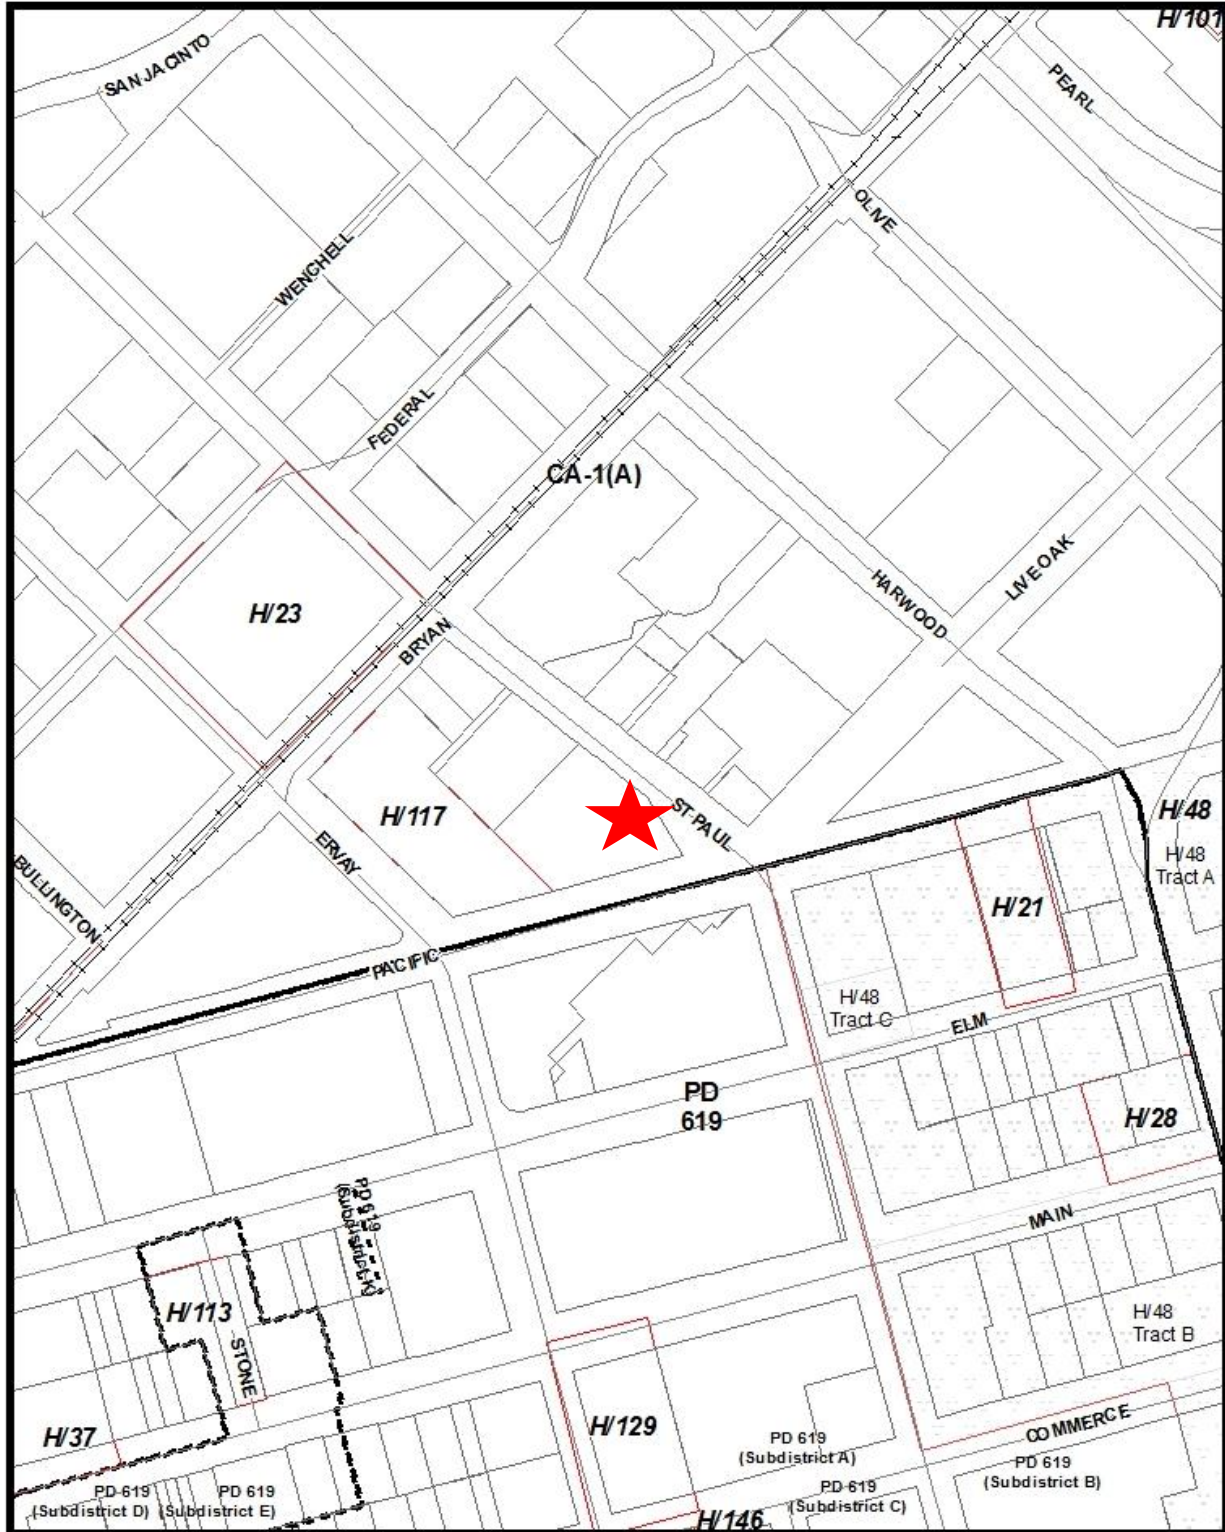 H/101
SAN JACINTO
PEARL
OLIVE
WENCHELL
FEDERAL
CA-1(A)
LIVE OAK
HARWOOD
H/23
BRYAN
H/117
ST PAUL
H/48
ERVAY
H/48
Tract A
BULLINGTON
H/21
PACIFIC
H/48
Tract C
ELM
PD
619
H/28
PD 619
(Subdistrict K)
MAIN
H/113
H/48
Tract B
STONE
H/37
H/129
COMMERCE
PD 619
(Subdistrict A)
PD 619
(Subdistrict B)
PD 619
(Subdistrict D)
PD 619
(Subdistrict E)
PD 619
(Subdistrict C)
H/146